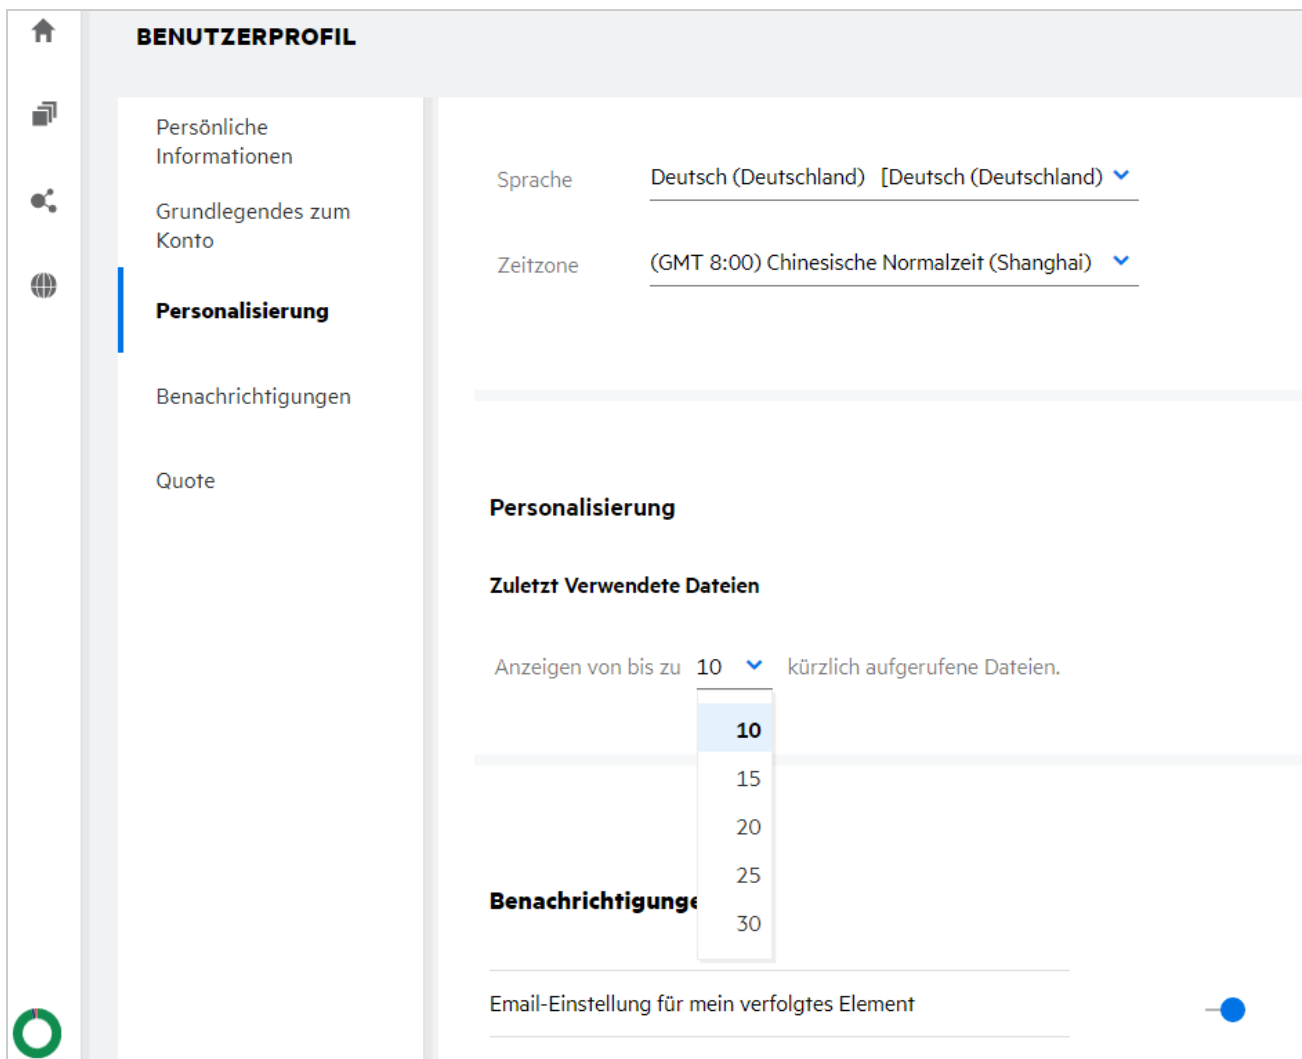 BENUTZERPROFIL
Persönliche
Informationen
Grundlegendes zum
Konto
Personalisierung
Benachrichtigungen
Quote
Sprache Deutsch (Deutschland) [Deutsch (Deutschland)
Zeitzone (GMT 8:00) Chinesische Normalzeit (Shanghai)
Personalisierung
Zuletzt Verwendete Dateien
Anzeigen von bis zu 10 kürzlich aufgerufene Dateien.
10
15
20
25
30
Benachrichtigunge
Email-Einstellung für mein verfolgtes Element